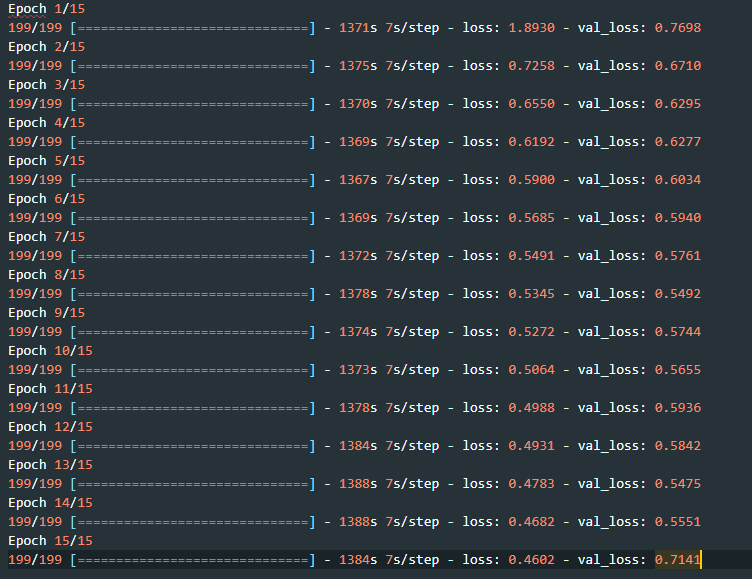 Epoch 1/15
199/199 [==============================] - 1371s 7s/step - loss: 1.8930 - val_loss: 0.7698
Epoch 2/15
199/199 [==============================] - 1375s 7s/step - loss: 0.7258 - val_loss: 0.6710
Epoch 3/15
199/199 [==============================] - 1370s 7s/step - loss: 0.6550 - val_loss: 0.6295
Epoch 4/15
199/199 [==============================] - 1369s 7s/step - loss: 0.6192 - val_loss: 0.6277
Epoch 5/15
199/199 [==============================] - 1367s 7s/step - loss: 0.5900 - val_loss: 0.6034
Epoch 6/15
199/199 [==============================] - 1369s 7s/step - loss: 0.5685 - val_loss: 0.5940
Epoch 7/15
199/199 [==============================] - 1372s 7s/step - loss: 0.5491 - val_loss: 0.5761
Epoch 8/15
199/199 [==============================] - 1378s 7s/step - loss: 0.5345 - val_loss: 0.5492
Epoch 9/15
199/199 [==============================] - 1374s 7s/step - loss: 0.5272 - val_loss: 0.5744
Epoch 10/15
199/199 [==============================] - 1373s 7s/step - loss: 0.5064 - val_loss: 0.5655
Epoch 11/15
199/199 [==============================] - 1378s 7s/step - loss: 0.4988 - val_loss: 0.5936
Epoch 12/15
199/199 [==============================] - 1384s 7s/step - loss: 0.4931 - val_loss: 0.5842
Epoch 13/15
199/199 [==============================] - 1388s 7s/step - loss: 0.4783 - val_loss: 0.5475
Epoch 14/15
199/199 [==============================] - 1388s 7s/step - loss: 0.4682 - val_loss: 0.5551
Epoch 15/15
199/199 [==============================] - 1384s 7s/step - loss: 0.4602 - val_loss: 0.7141